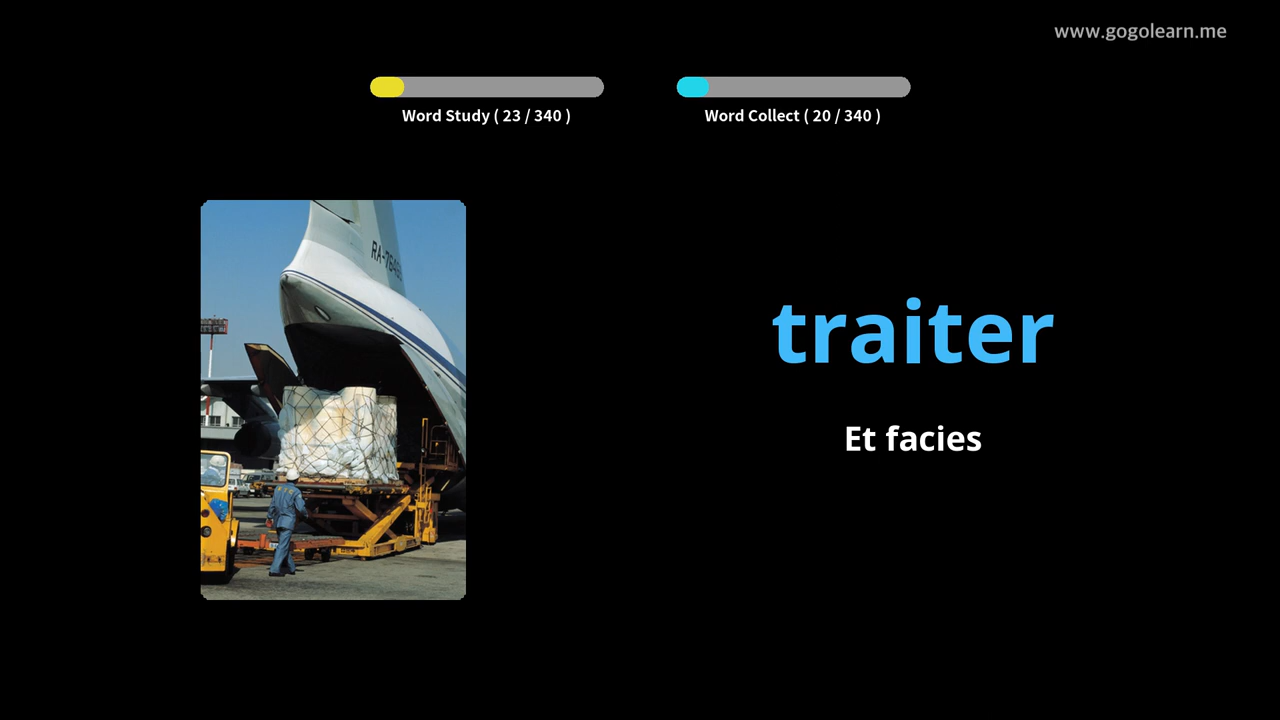 www.gogolearn.me
Word Study ( 23 / 340 )
Word Collect ( 20 / 340 )
traiter
Et facies